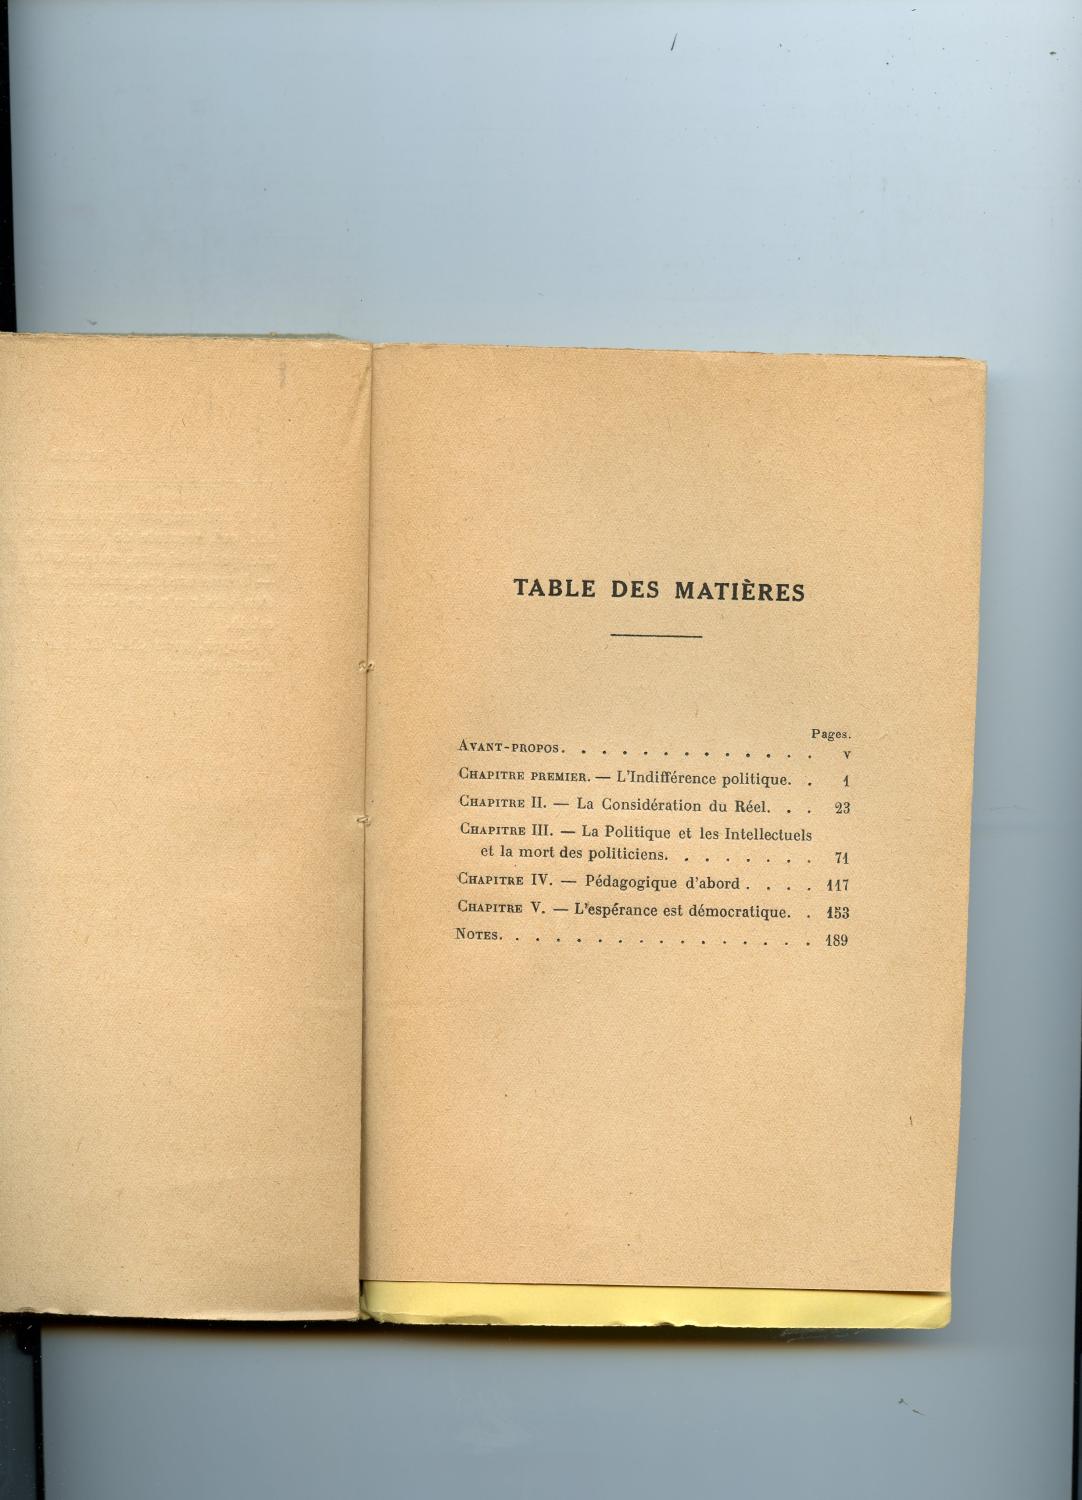 TABLE DES MATIÈRES
Pages.
AVANT-PROPOS. . . . . . . . . . . . . v
CHAPITRE PREMIER. — L'Indifférence politique. . 1
CHAPITRE II. — La Considération du Réel. . . 23
CHAPITRE III. — La Politique et les Intellectuels
et la mort des politiciens. . . . . . . . 71
CHAPITRE IV. — Pédagogique d'abord . . . . 117
CHAPITRE V. — L'espérance est démocratique. . 153
NOTES. . . . . . . . . . . . . . . . 189